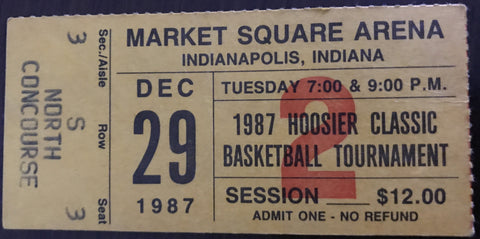 MARKET SQUARE ARENA
INDIANAPOLIS, INDIANA
DEC
29
1987
TUESDAY 7:00 & 9:00 P.M.
2
1987 HOOSIER CLASSIC
BASKETBALL TOURNAMENT
SESSION $12.00
ADMIT ONE - NO REFUND
Sec./Aisle Row Seat
3 S 3
NORTH
CONCOURSE